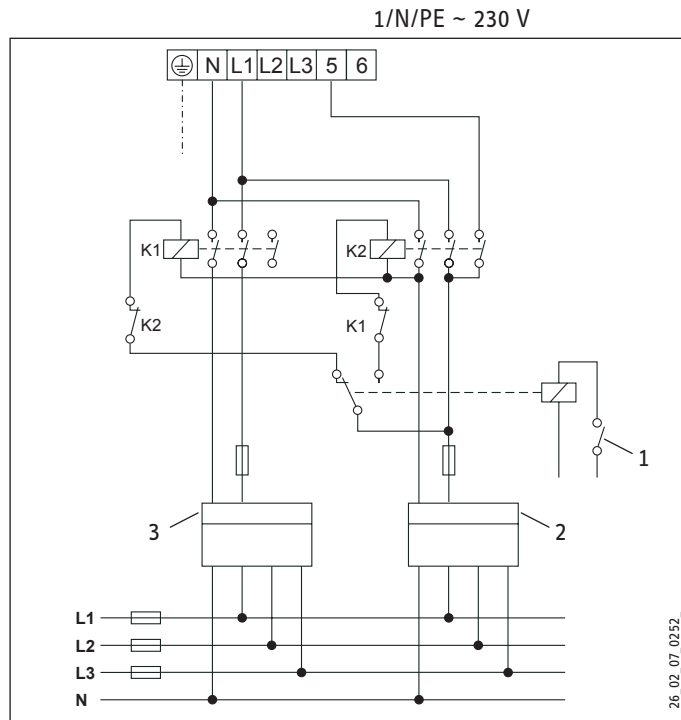 1/N/PE ~ 230 V
N L1 L2 L3 5 6
K1 K2
K2 K1
1
3 2
L1
L2
L3
N
26_02_07_0252_